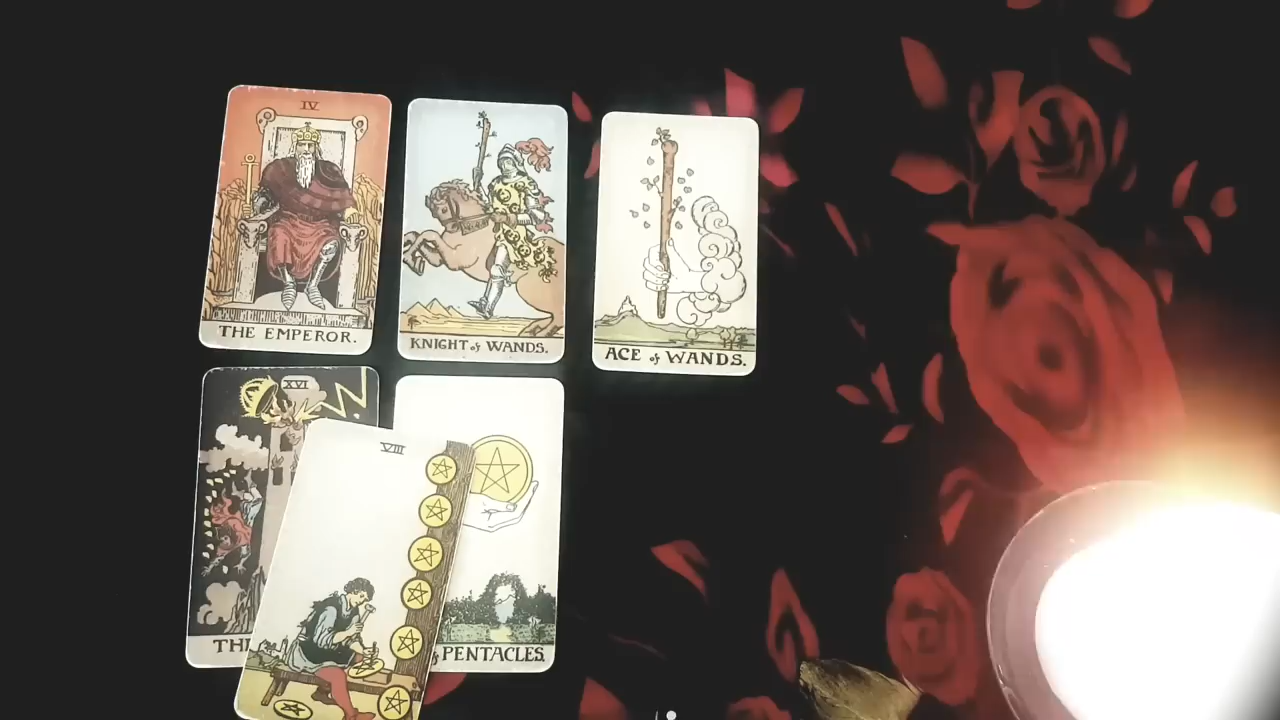 IV
THE EMPEROR.
KNIGHT of WANDS.
ACE of WANDS.
XVI
VIII
PENTACLES.